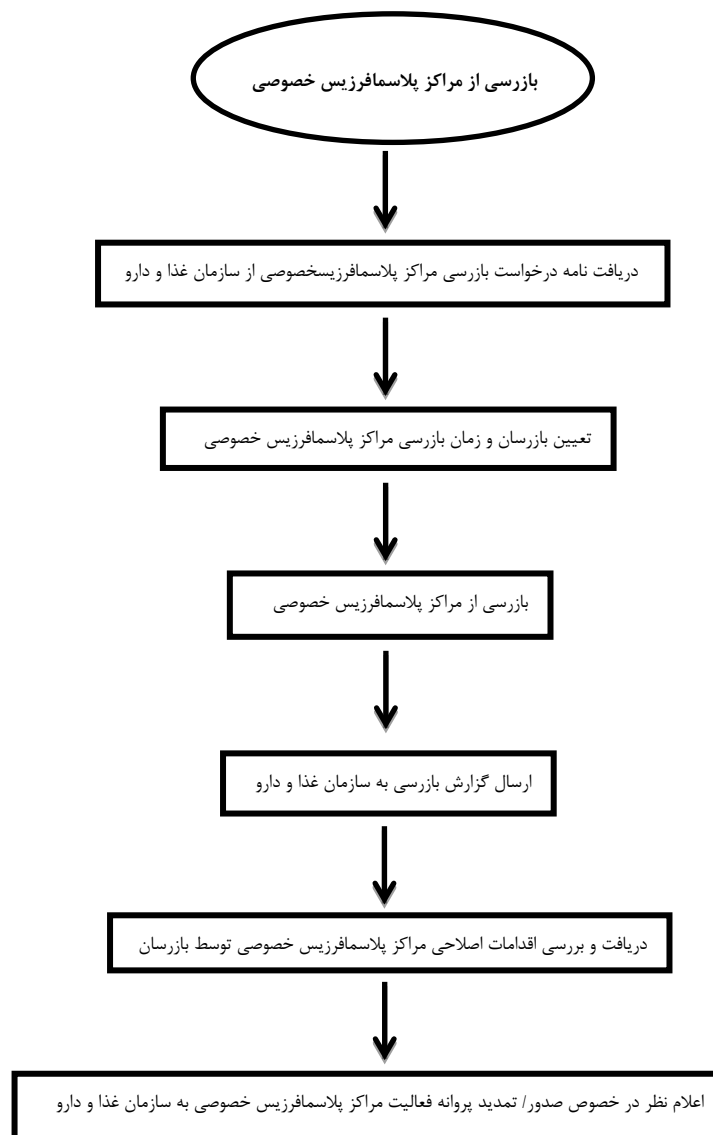 بازرسی از مراکز پلاسمافرزیس خصوصی
دریافت نامه درخواست بازرسی مراکز پلاسمافرزیسخصوصی از سازمان غذا و دارو
تعیین بازرسان و زمان بازرسی مراکز پلاسمافرزیس خصوصی
بازرسی از مراکز پلاسمافرزیس خصوصی
ارسال گزارش بازرسی به سازمان غذا و دارو
دریافت و بررسی اقدامات اصلاحی مراکز پلاسمافرزیس خصوصی توسط بازرسان
اعلام نظر در خصوص صدور/ تمدید پروانه فعالیت مراکز پلاسمافرزیس خصوصی به سازمان غذا و دارو